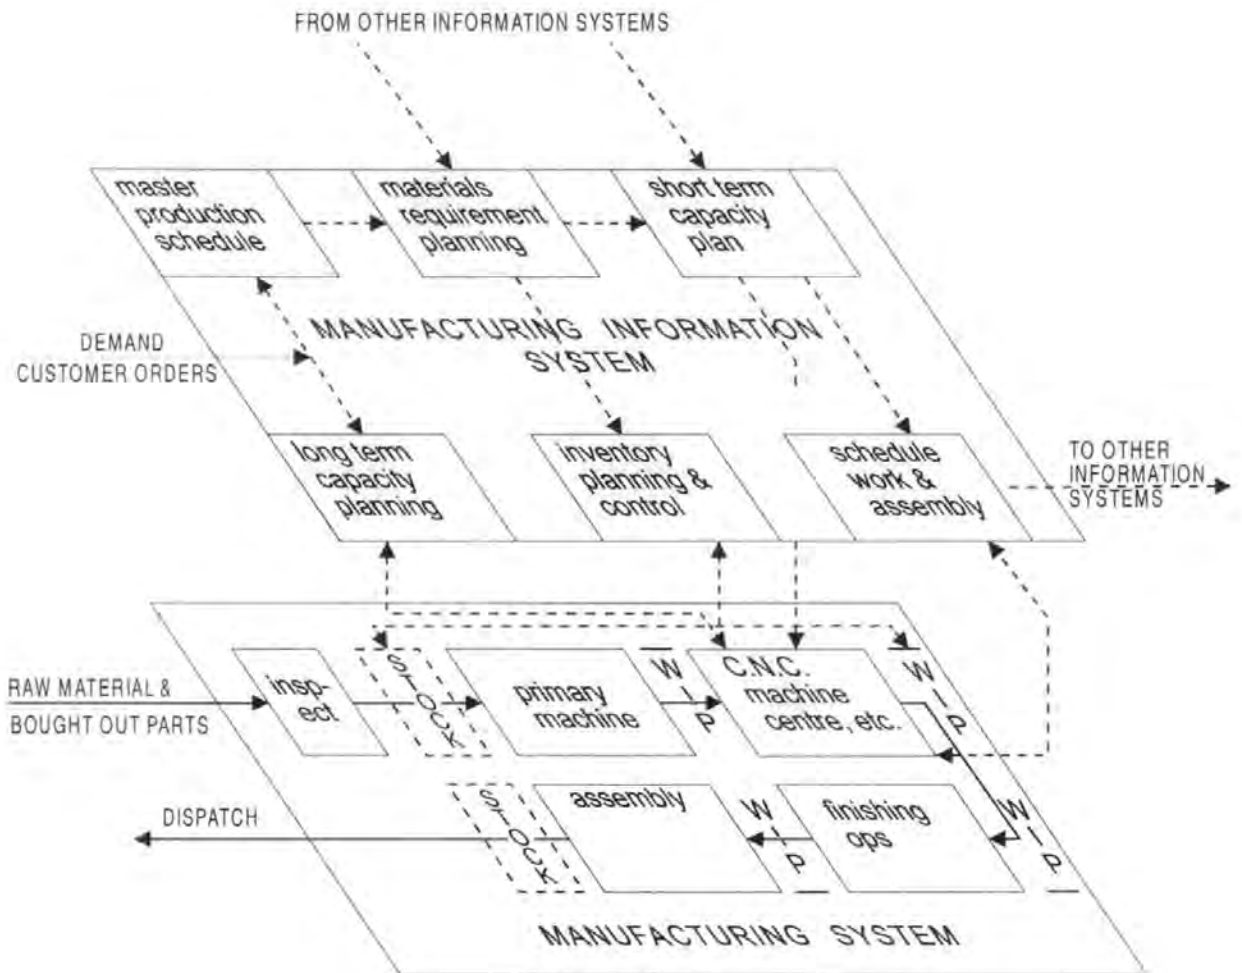 FROM OTHER INFORMATION SYSTEMS
master
production
schedule
materials
requirement
planning
short term
capacity
plan
MANUFACTURING INFORMATION
SYSTEM
DEMAND
CUSTOMER ORDERS
long term
capacity
planning
inventory
planning &
control
schedule
work &
assembly
TO OTHER
INFORMATION
SYSTEMS
RAW MATERIAL &
BOUGHT OUT PARTS
insp-
ect
STOCK
primary
machine
WIP
C.N.C.
machine
centre, etc.
WIP
DISPATCH
STOCK
assembly
WIP
finishing
ops
WIP
MANUFACTURING SYSTEM